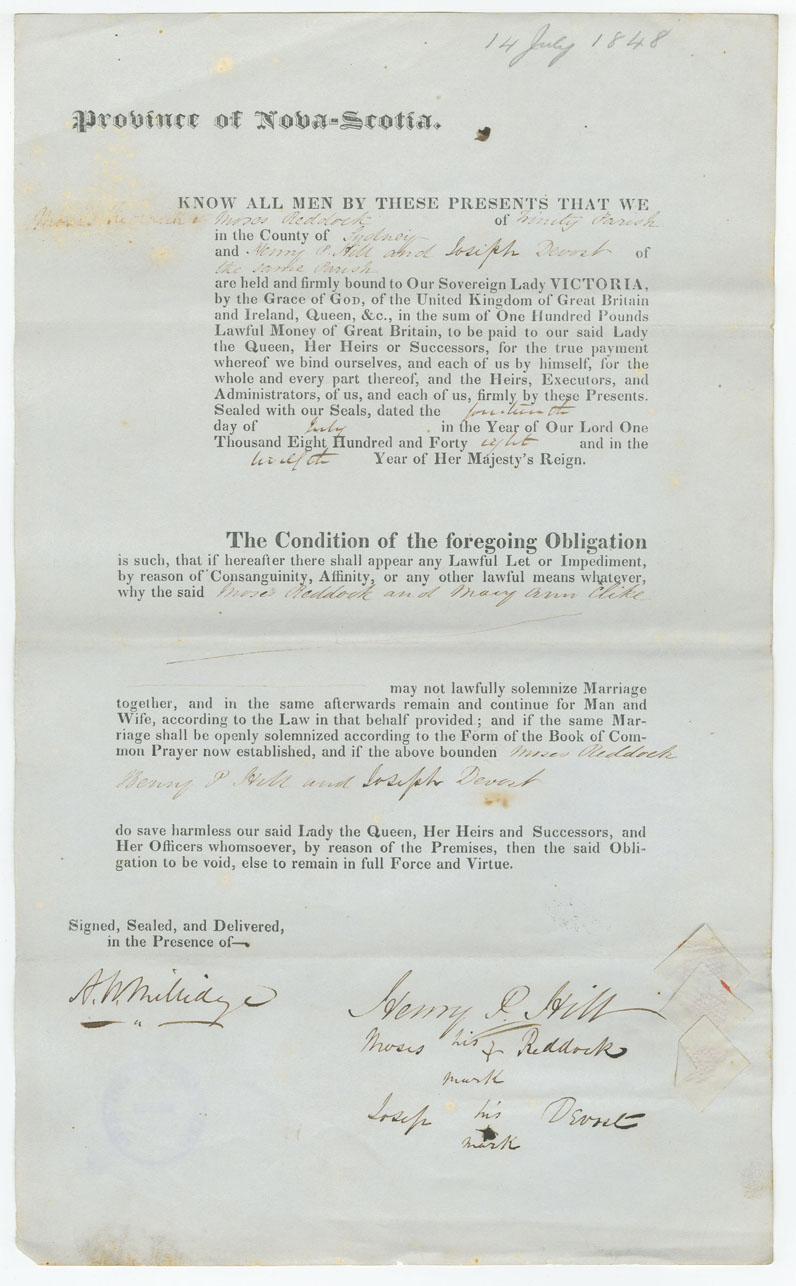 14 July 1848
Province of Nova-Scotia.
KNOW ALL MEN BY THESE PRESENTS THAT WE
Moses Reddock of Trinity Parish
in the County of Sydney
and Henry P. Hill and Joseph Devost of
the same Parish
are held and firmly bound to Our Sovereign Lady VICTORIA,
by the Grace of GOD, of the United Kingdom of Great Britain
and Ireland, Queen, &c., in the sum of One Hundred Pounds
Lawful Money of Great Britain, to be paid to our said Lady
the Queen, Her Heirs or Successors, for the true payment
whereof we bind ourselves, and each of us by himself, for the
whole and every part thereof, and the Heirs, Executors, and
Administrators, of us, and each of us, firmly by these Presents.
Sealed with our Seals, dated the fourteenth
day of July in the Year of Our Lord One
Thousand Eight Hundred and Forty eight and in the
twelfth Year of Her Majesty's Reign.
The Condition of the foregoing Obligation
is such, that if hereafter there shall appear any Lawful Let or Impediment,
by reason of Consanguinity, Affinity, or any other lawful means whatever,
why the said Moses Reddock and Mary Ann Clike
may not lawfully solemnize Marriage
together, and in the same afterwards remain and continue for Man and
Wife, according to the Law in that behalf provided; and if the same Mar-
riage shall be openly solemnized according to the Form of the Book of Com-
mon Prayer now established, and if the above bounden Moses Reddock
Henry P Hill and Joseph Devost
do save harmless our said Lady the Queen, Her Heirs and Successors, and
Her Officers whomsoever, by reason of the Premises, then the said Obli-
gation to be void, else to remain in full Force and Virtue.
Signed, Sealed, and Delivered,
in the Presence of—
A. W. Millidge
Henry P. Hill
Moses his Reddock
mark
Joseph his Devost
mark